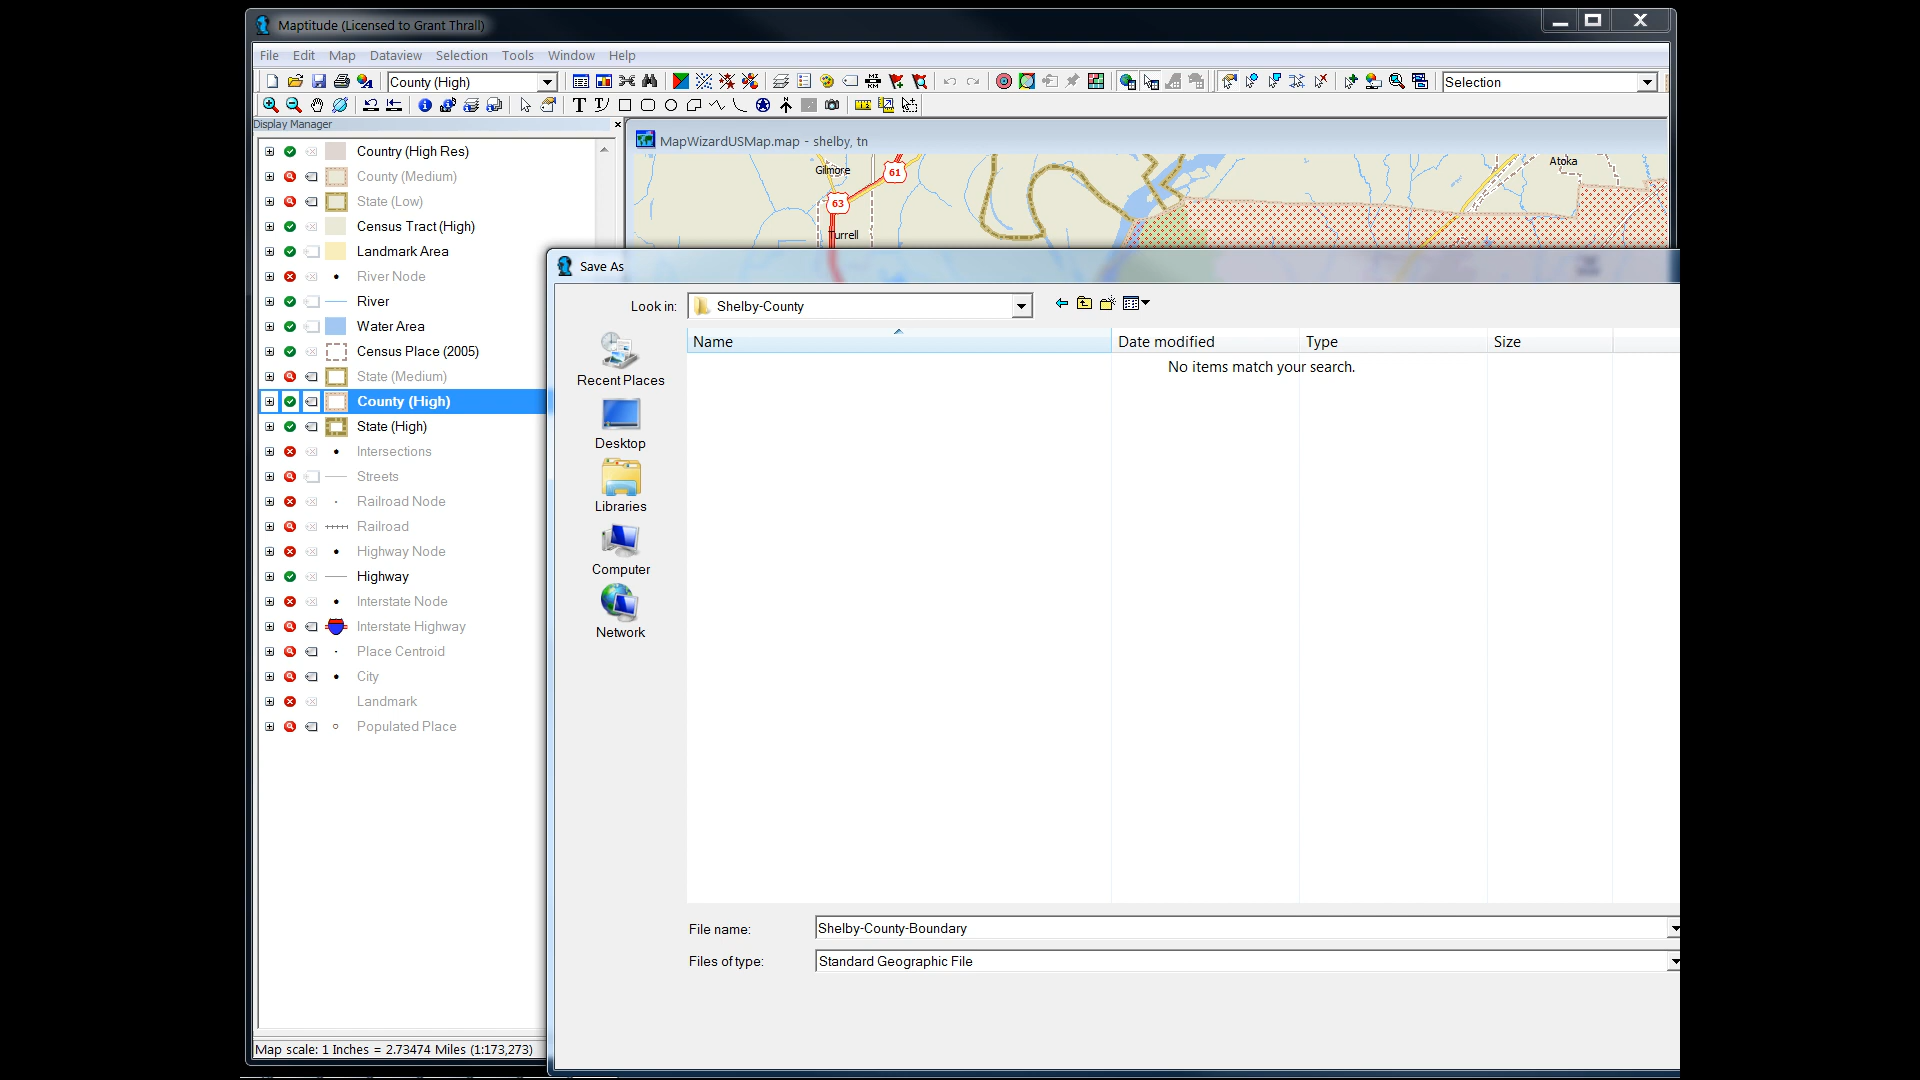 Maptitude (Licensed to Grant Thrall)
File Edit Map Dataview Selection Tools Window Help
County (High)
Selection
Display Manager
MapWizardUSMap.map - shelby, tn
Country (High Res)
County (Medium)
State (Low)
Census Tract (High)
Landmark Area
River Node
River
Water Area
Census Place (2005)
State (Medium)
County (High)
State (High)
Intersections
Streets
Railroad Node
Railroad
Highway Node
Highway
Interstate Node
Interstate Highway
Place Centroid
City
Landmark
Populated Place
Map scale: 1 Inches = 2.73474 Miles (1:173,273)
Gilmore
61
63
Turrell
Atoka
Save As
Look in: Shelby-County
Name Date modified Type Size
No items match your search.
Recent Places
Desktop
Libraries
Computer
Network
File name: Shelby-County-Boundary
Files of type: Standard Geographic File